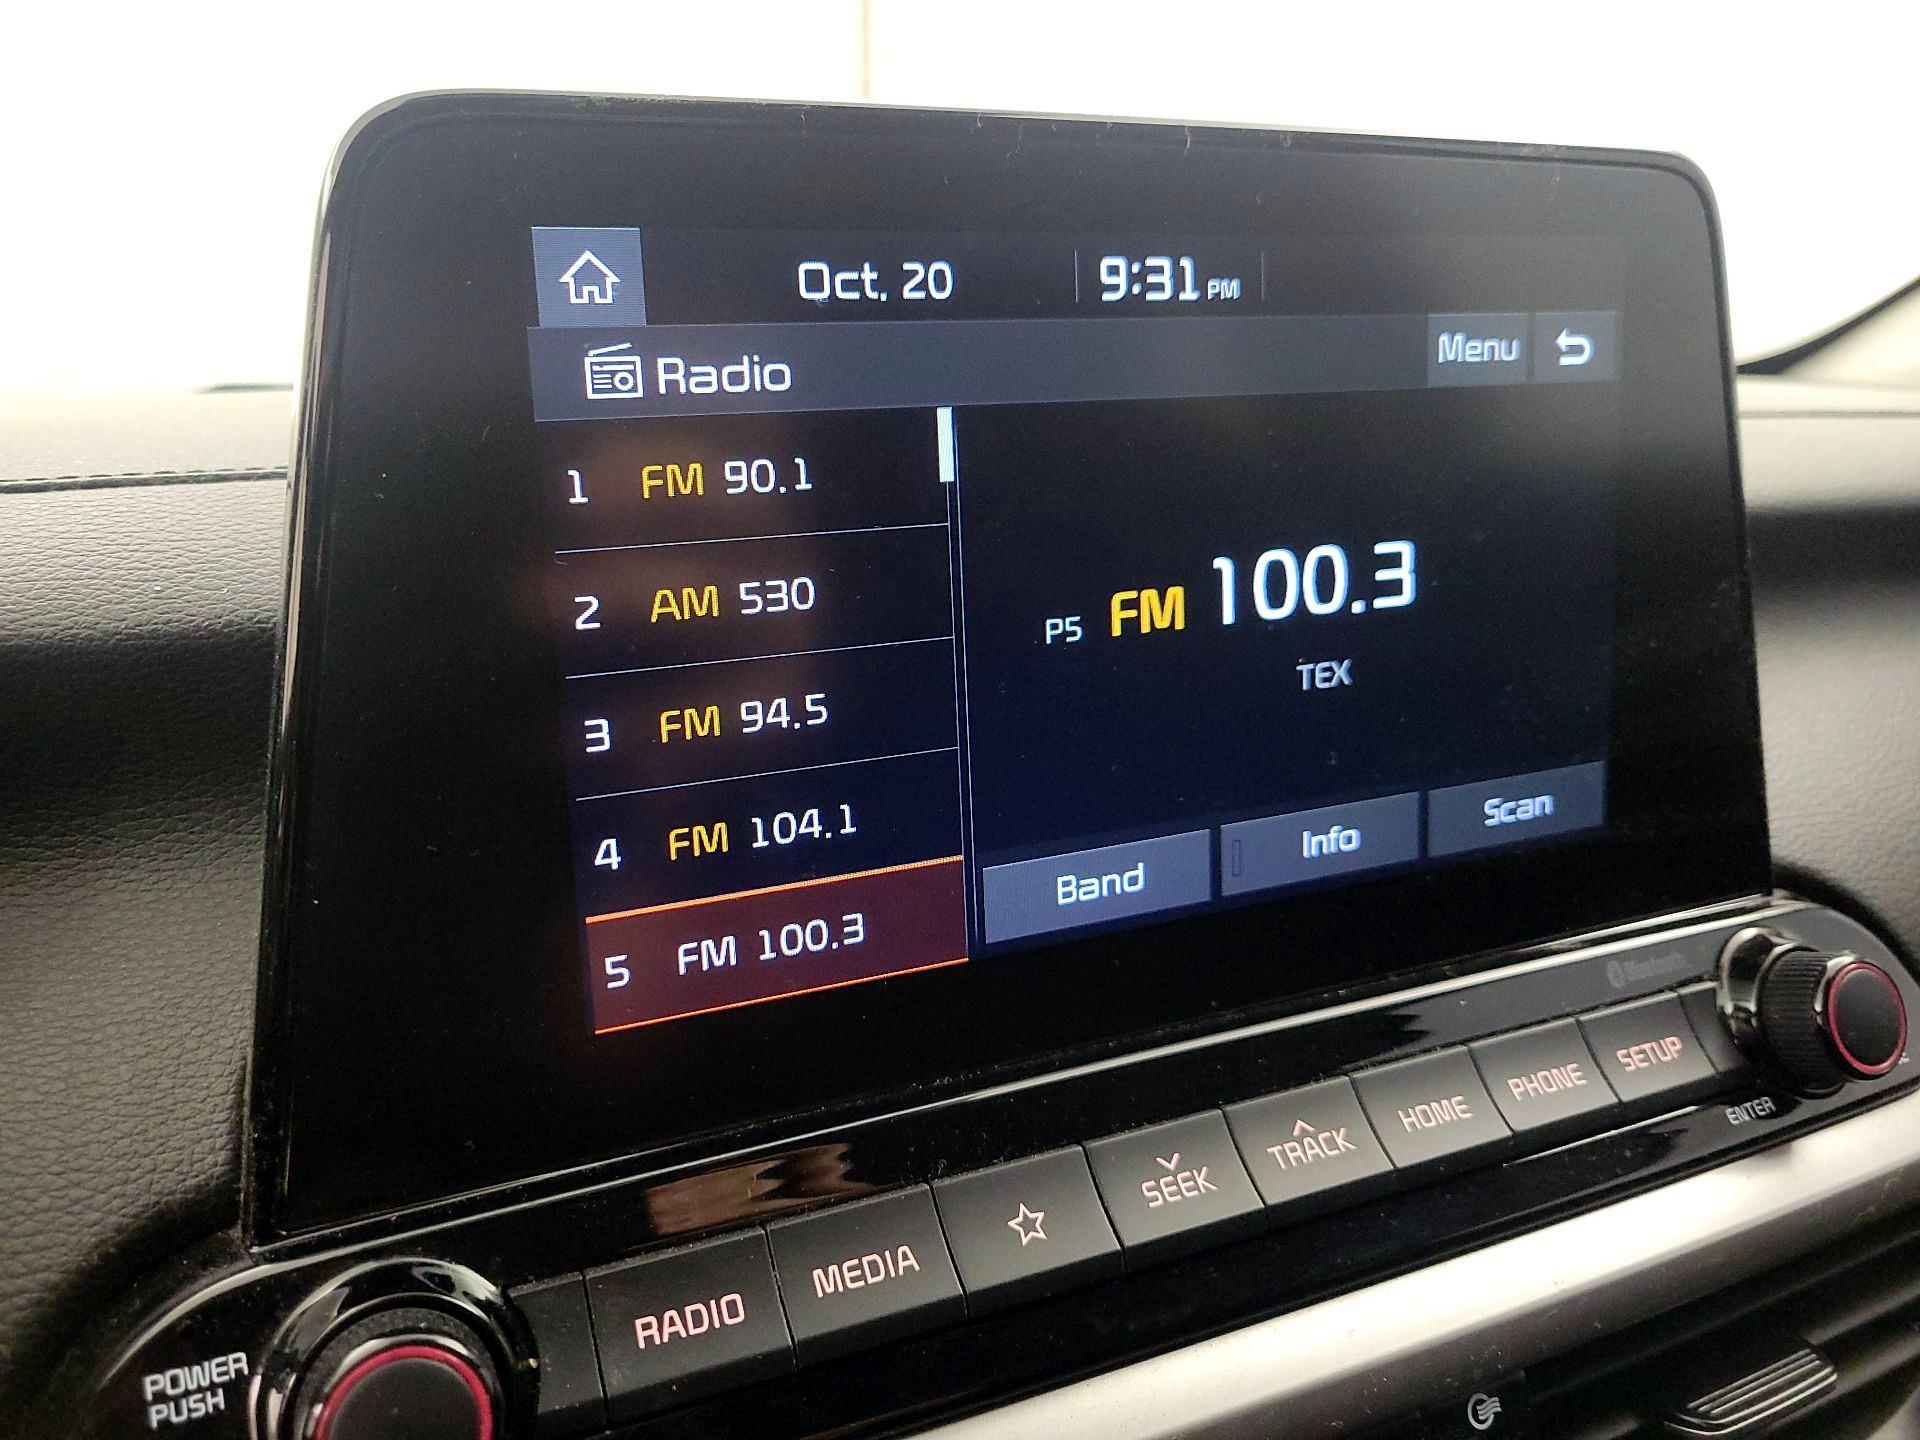 Oct. 20 9:31 PM
Radio Menu
1 FM 90.1
2 AM 530
3 FM 94.5
4 FM 104.1
5 FM 100.3
P5 FM 100.3
TEX
Band Info Scan
Bluetooth
POWER
PUSH
RADIO MEDIA SEEK TRACK HOME PHONE SETUP
ENTER